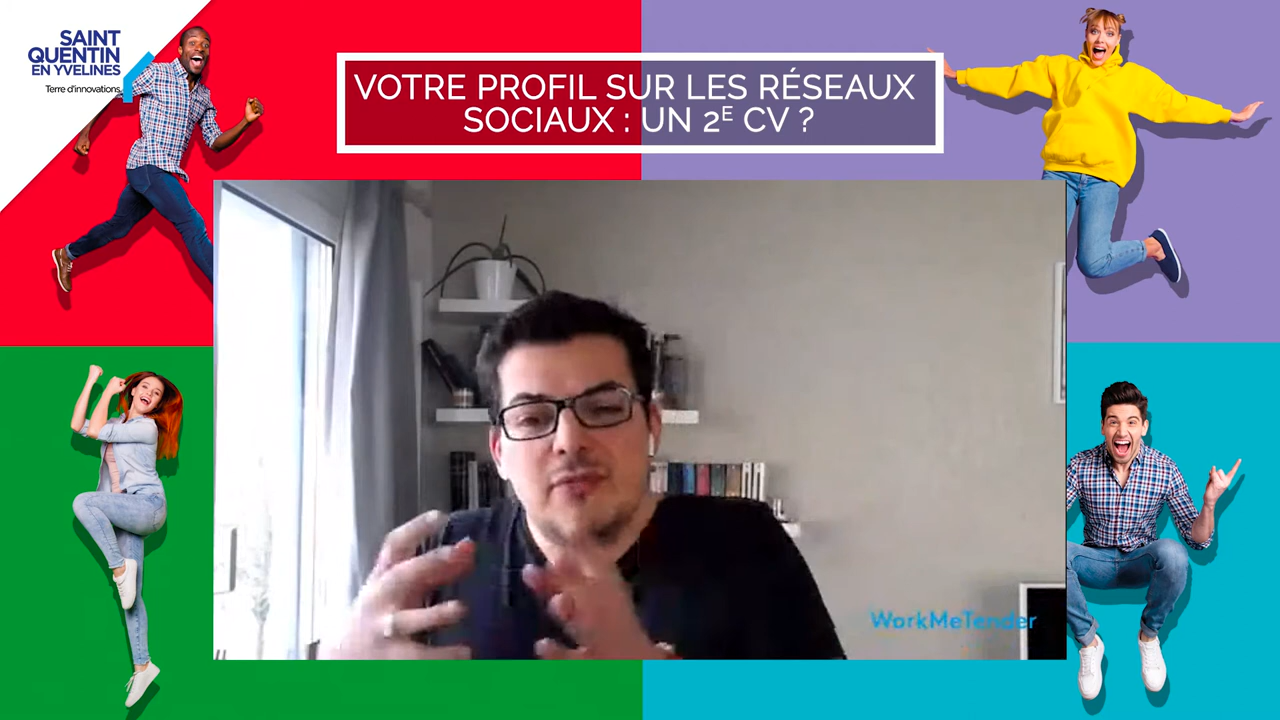 SAINT
QUENTIN
EN YVELINES
Terre d'innovations
VOTRE PROFIL SUR LES RÉSEAUX
SOCIAUX : UN 2E CV ?
WorkMeTender